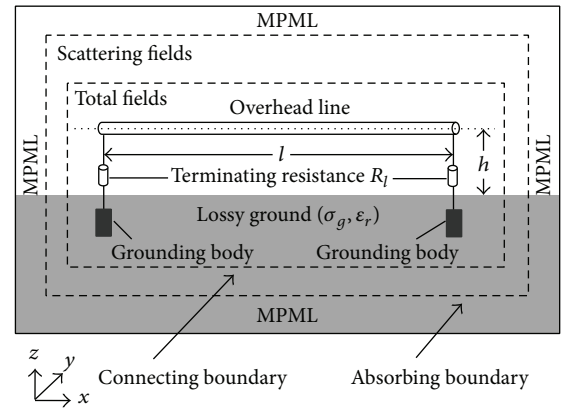 MPML
Scattering fields
Total fields
Overhead line
MPML
MPML
l
h
Terminating resistance R_l
Lossy ground (σ_g, ε_r)
Grounding body
Grounding body
MPML
z
y
x
Connecting boundary
Absorbing boundary